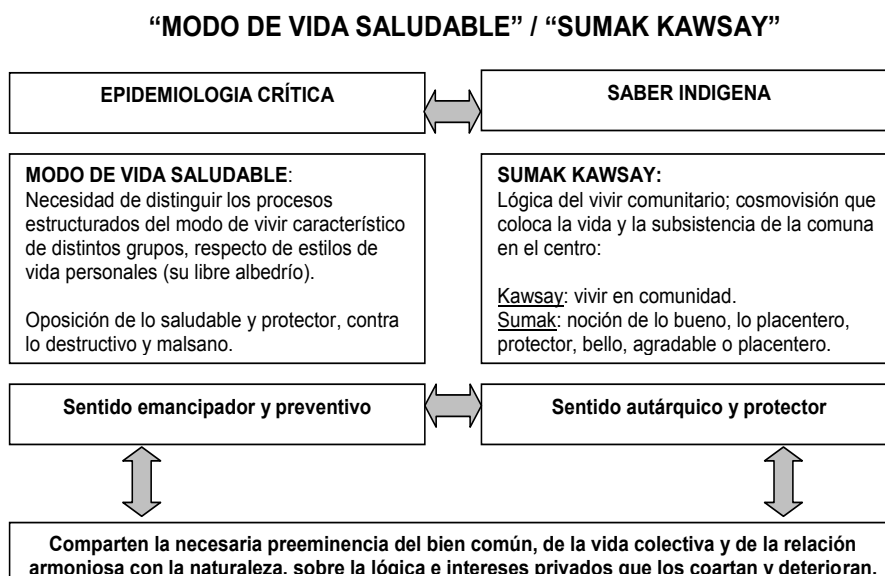 “MODO DE VIDA SALUDABLE” / “SUMAK KAWSAY”
EPIDEMIOLOGIA CRÍTICA
SABER INDIGENA
MODO DE VIDA SALUDABLE:
Necesidad de distinguir los procesos
estructurados del modo de vivir característico
de distintos grupos, respecto de estilos de
vida personales (su libre albedrío).
Oposición de lo saludable y protector, contra
lo destructivo y malsano.
SUMAK KAWSAY:
Lógica del vivir comunitario; cosmovisión que
coloca la vida y la subsistencia de la comuna
en el centro:
Kawsay: vivir en comunidad.
Sumak: noción de lo bueno, lo placentero,
protector, bello, agradable o placentero.
Sentido emancipador y preventivo
Sentido autárquico y protector
Comparten la necesaria preeminencia del bien común, de la vida colectiva y de la relación
armoniosa con la naturaleza, sobre la lógica e intereses privados que los coartan y deterioran.